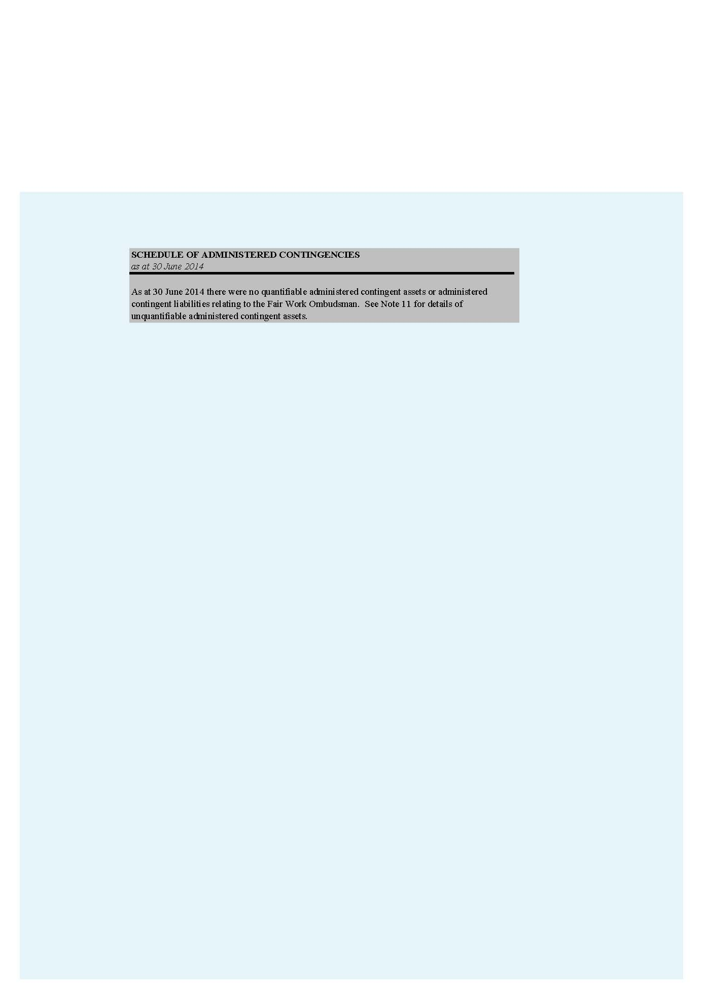 SCHEDULE OF ADMINISTERED CONTINGENCIES
as at 30 June 2014
As at 30 June 2014 there were no quantifiable administered contingent assets or administered
contingent liabilities relating to the Fair Work Ombudsman.  See Note 11 for details of
unquantifiable administered contingent assets.